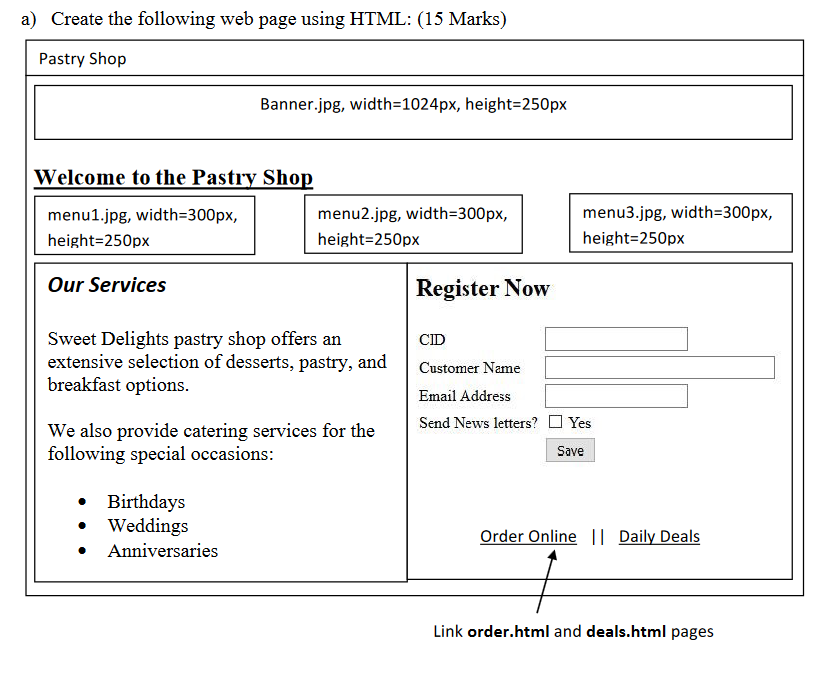 a) Create the following web page using HTML: (15 Marks)
Pastry Shop
Banner.jpg, width=1024px, height=250px
Welcome to the Pastry Shop
menu1.jpg, width=300px,
height=250px
menu2.jpg, width=300px,
height=250px
menu3.jpg, width=300px,
height=250px
Our Services
Sweet Delights pastry shop offers an
extensive selection of desserts, pastry, and
breakfast options.
We also provide catering services for the
following special occasions:
• Birthdays
• Weddings
• Anniversaries
Register Now
CID
Customer Name
Email Address
Send News letters? Yes
Save
Order Online || Daily Deals
Link order.html and deals.html pages